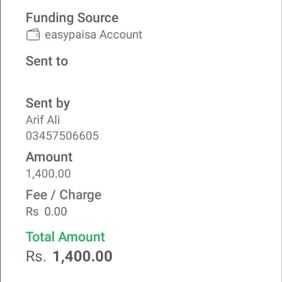 Funding Source
easypaisa Account
Sent to
Sent by
Arif Ali
03457506605
Amount
1,400.00
Fee / Charge
Rs 0.00
Total Amount
Rs. 1,400.00